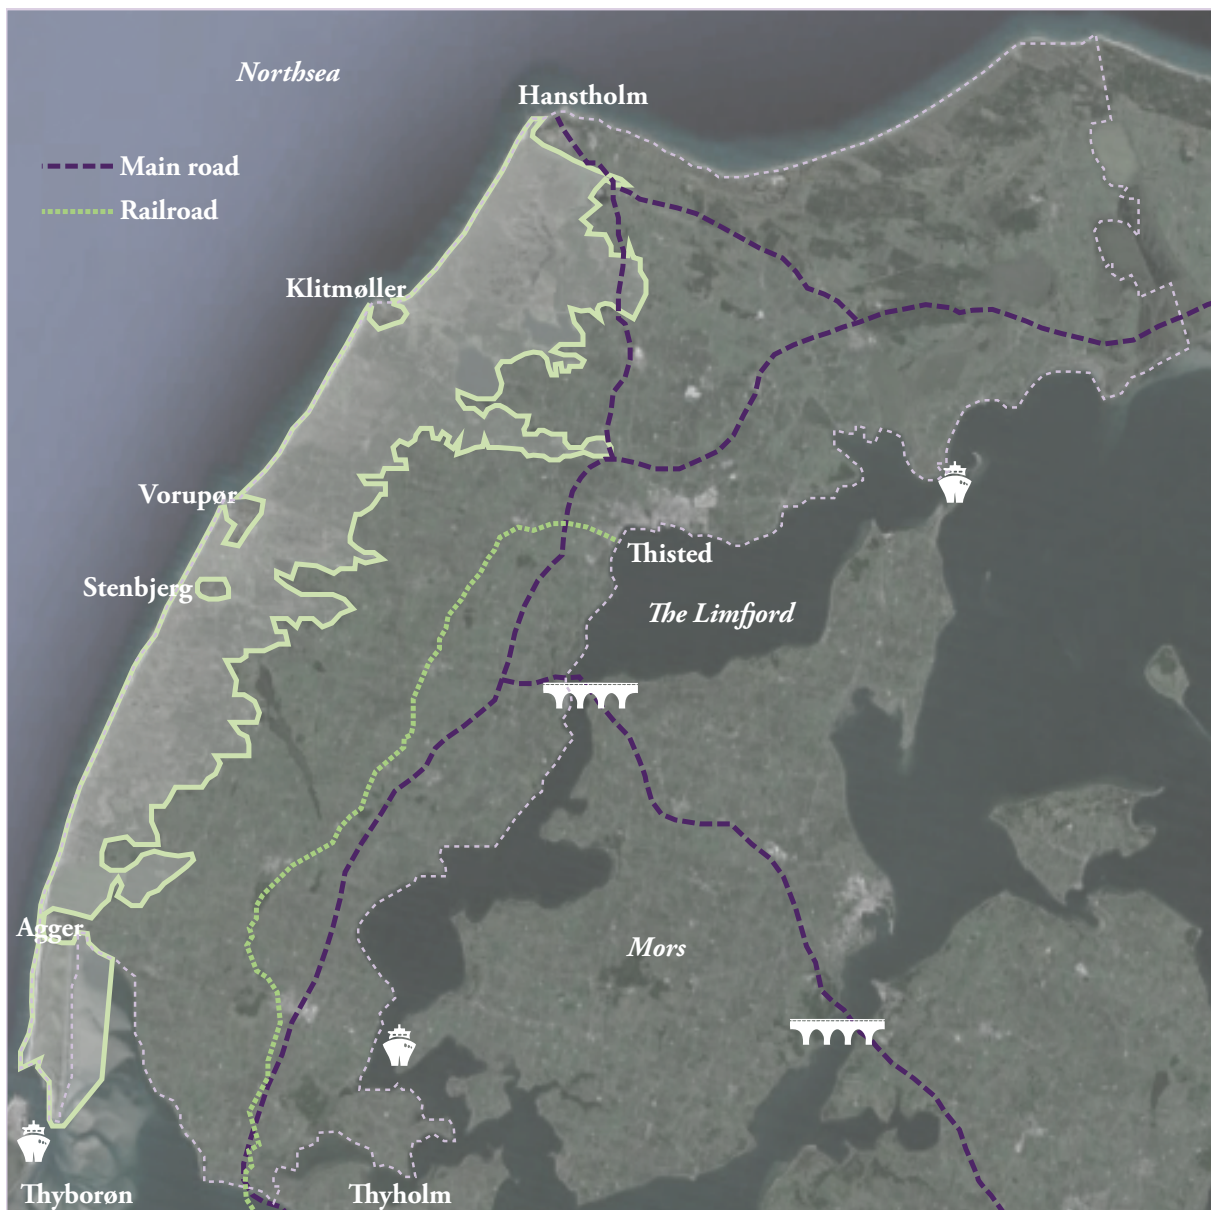 Northsea
Hanstholm
Main road
Railroad
Klitmøller
Vorupør
Thisted
Stenbjerg
The Limfjord
Agger
Mors
Thyborøn
Thyholm